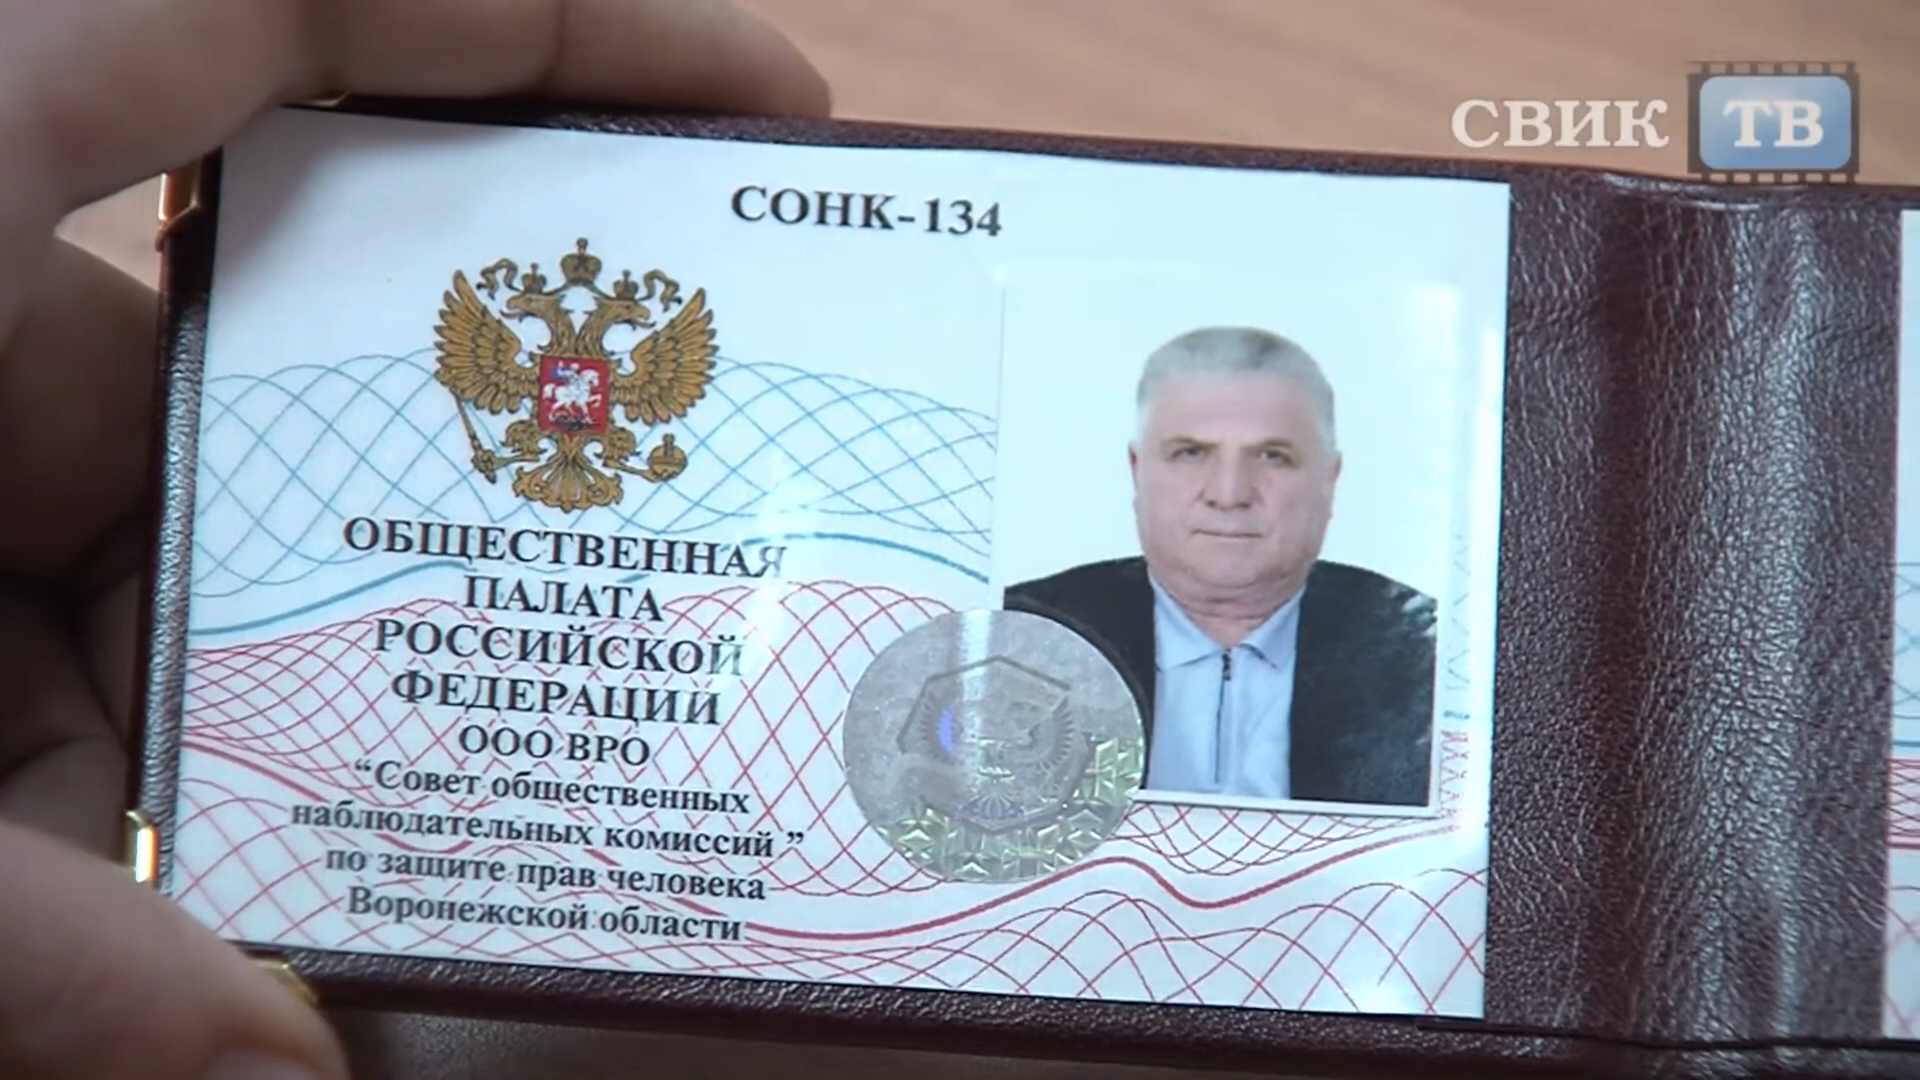 СВИК ТВ
СОНК-134
ОБЩЕСТВЕННАЯ
ПАЛАТА
РОССИЙСКОЙ
ФЕДЕРАЦИИ
ООО ВРО
“Совет общественных
наблюдательных комиссий ”
по защите прав человека
Воронежской области